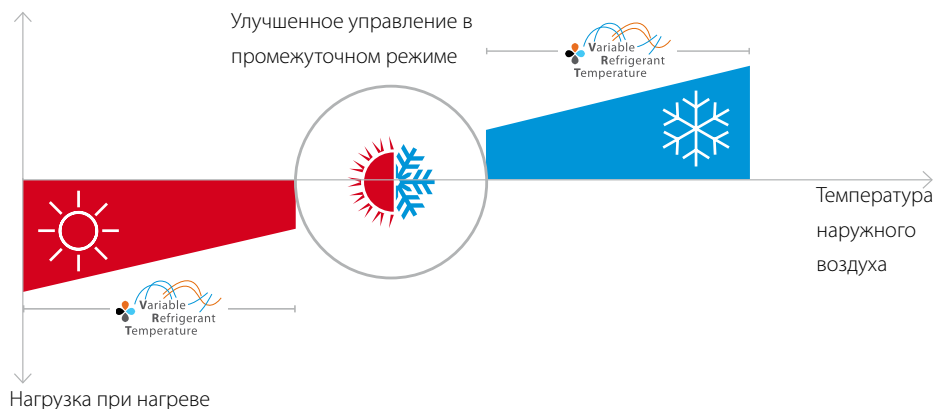 Улучшенное управление в
промежуточном режиме
Variable
Refrigerant
Temperature
Температура
наружного
воздуха
Variable
Refrigerant
Temperature
Нагрузка при нагреве